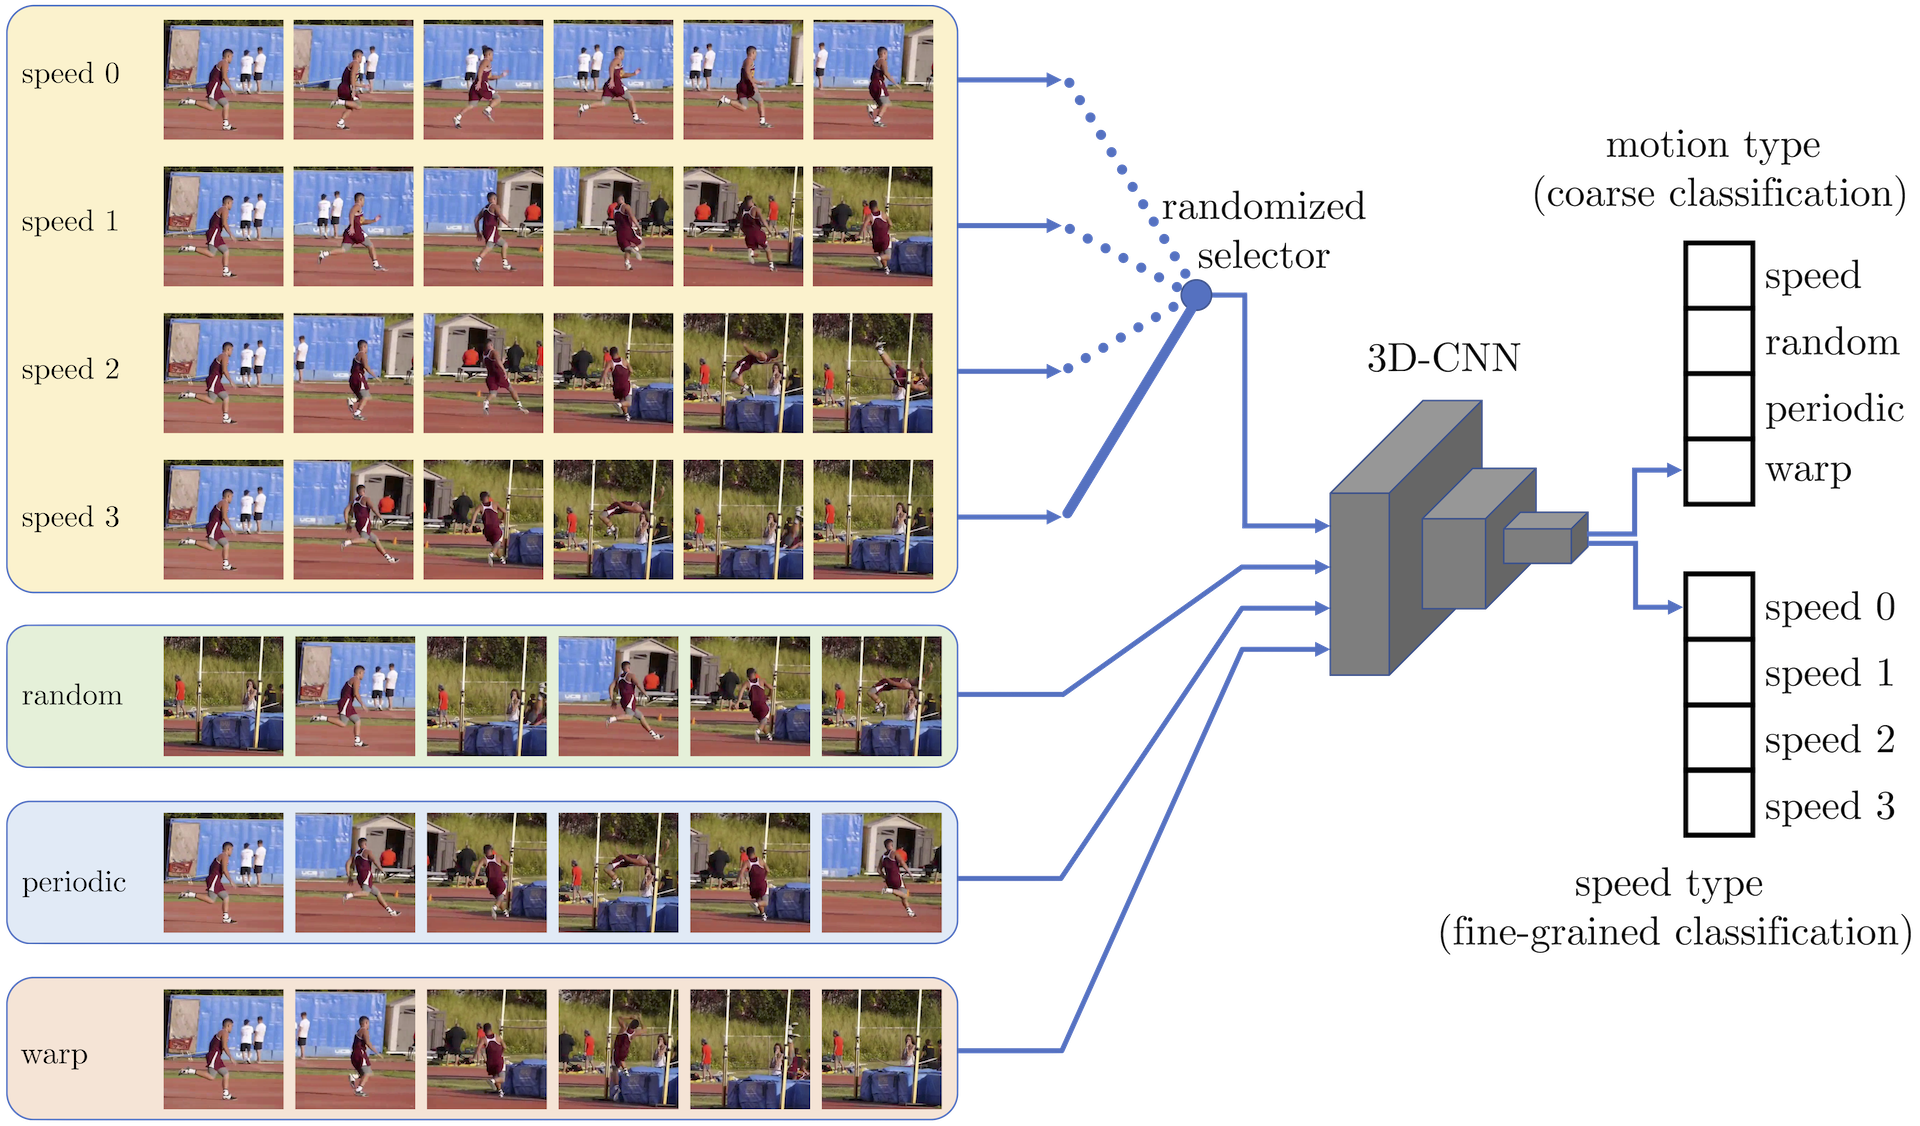 speed 0
speed 1
speed 2
speed 3
random
periodic
warp
randomized
selector
3D-CNN
motion type
(coarse classification)
speed
random
periodic
warp
speed 0
speed 1
speed 2
speed 3
speed type
(fine-grained classification)